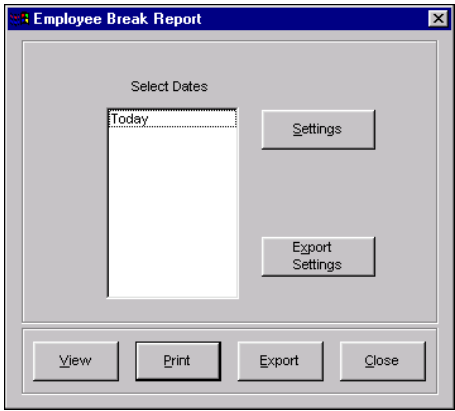 Employee Break Report
Select Dates
Today
Settings
Export
Settings
View
Print
Export
Close